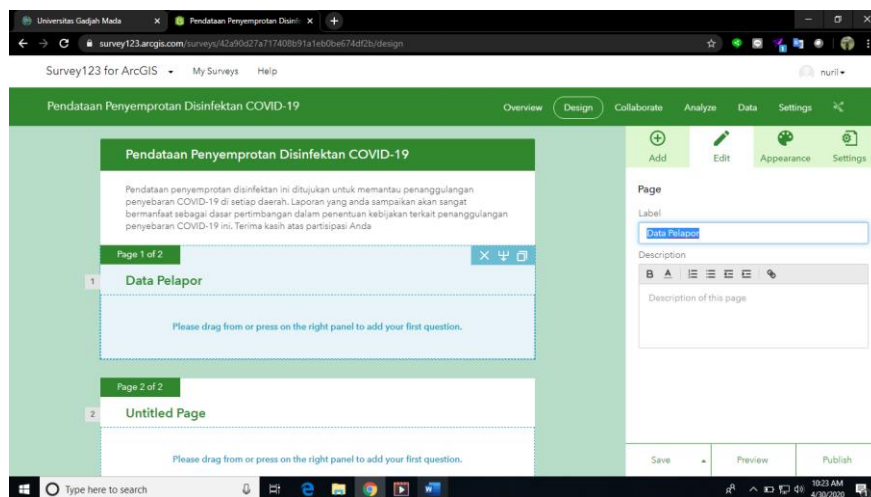 Universitas Gadjah Mada
Pendataan Penyemprotan Disin
survey123.arcgis.com/surveys/42a90d27a717408b91a1eb0be674df2b/design
Survey123 for ArcGIS My Surveys Help nuril
Pendataan Penyemprotan Disinfektan COVID-19 Overview Design Collaborate Analyze Data Settings
Add Edit Appearance Settings
Pendataan Penyemprotan Disinfektan COVID-19
Pendataan penyemprotan disinfektan ini ditujukan untuk memantau penanggulangan
penyebaran COVID-19 di setiap daerah. Laporan yang anda sampaikan akan sangat
bermanfaat sebagai dasar pertimbangan dalam penentuan kebijakan terkait penanggulangan
penyebaran COVID-19 ini. Terima kasih atas partisipasi Anda
Page 1 of 2
1 Data Pelapor
Please drag from or press on the right panel to add your first question.
Page 2 of 2
2 Untitled Page
Please drag from or press on the right panel to add your first question.
Page
Label
Data Pelapor
Description
B A
Description of this page
Save Preview Publish
Type here to search
10:23 AM
4/30/2020